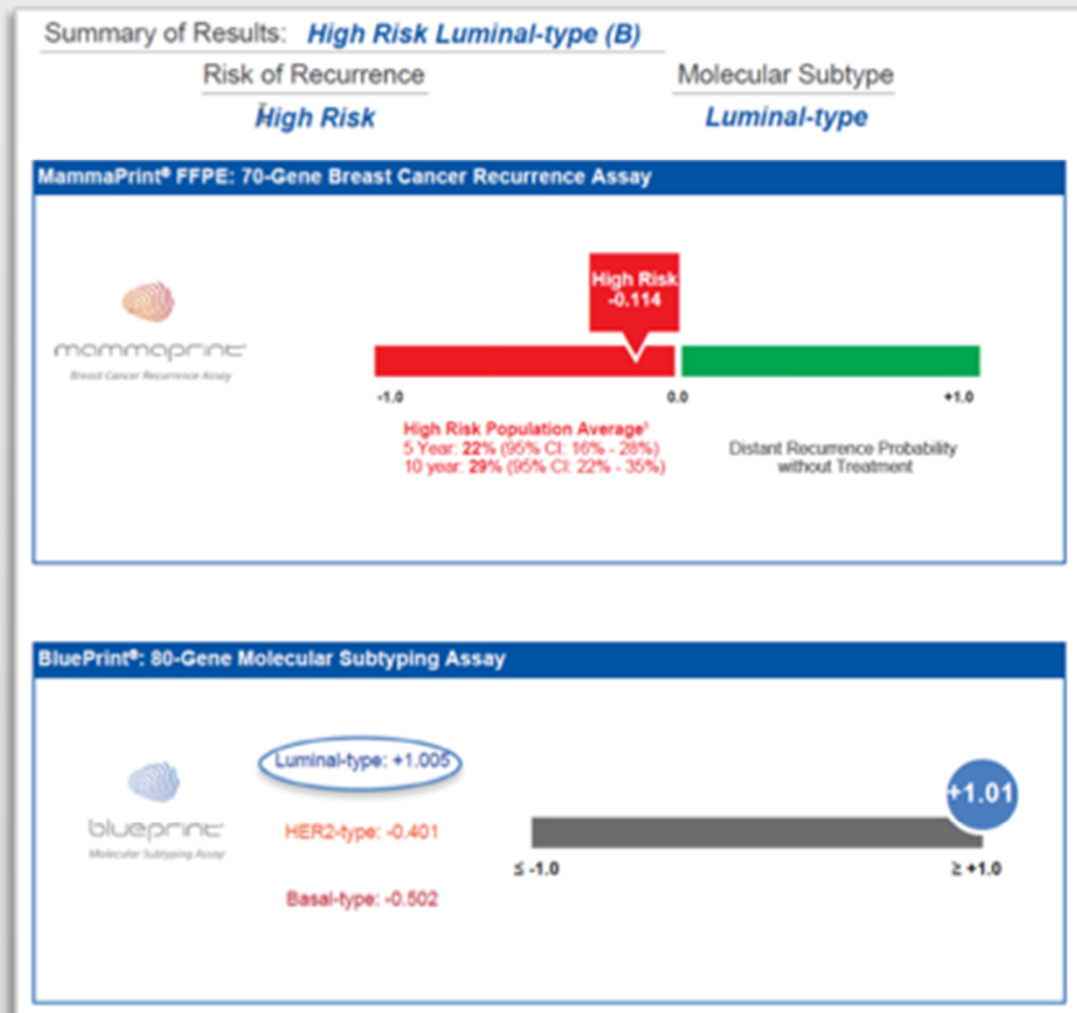 Summary of Results: High Risk Luminal-type (B)
Risk of Recurrence
High Risk
Molecular Subtype
Luminal-type
MammaPrint® FFPE: 70-Gene Breast Cancer Recurrence Assay
High Risk
-0.114
mammaprint
Breast Cancer Recurrence Assay
-1.0 0.0 +1.0
High Risk Population Average¹
5 Year: 22% (95% CI: 16% - 28%)
10 year: 29% (95% CI: 22% - 35%)
Distant Recurrence Probability
without Treatment
BluePrint®: 80-Gene Molecular Subtyping Assay
blueprint
Molecular Subtyping Assay
Luminal-type: +1.005
HER2-type: -0.401
Basal-type: -0.502
+1.01
≤ -1.0 ≥ +1.0